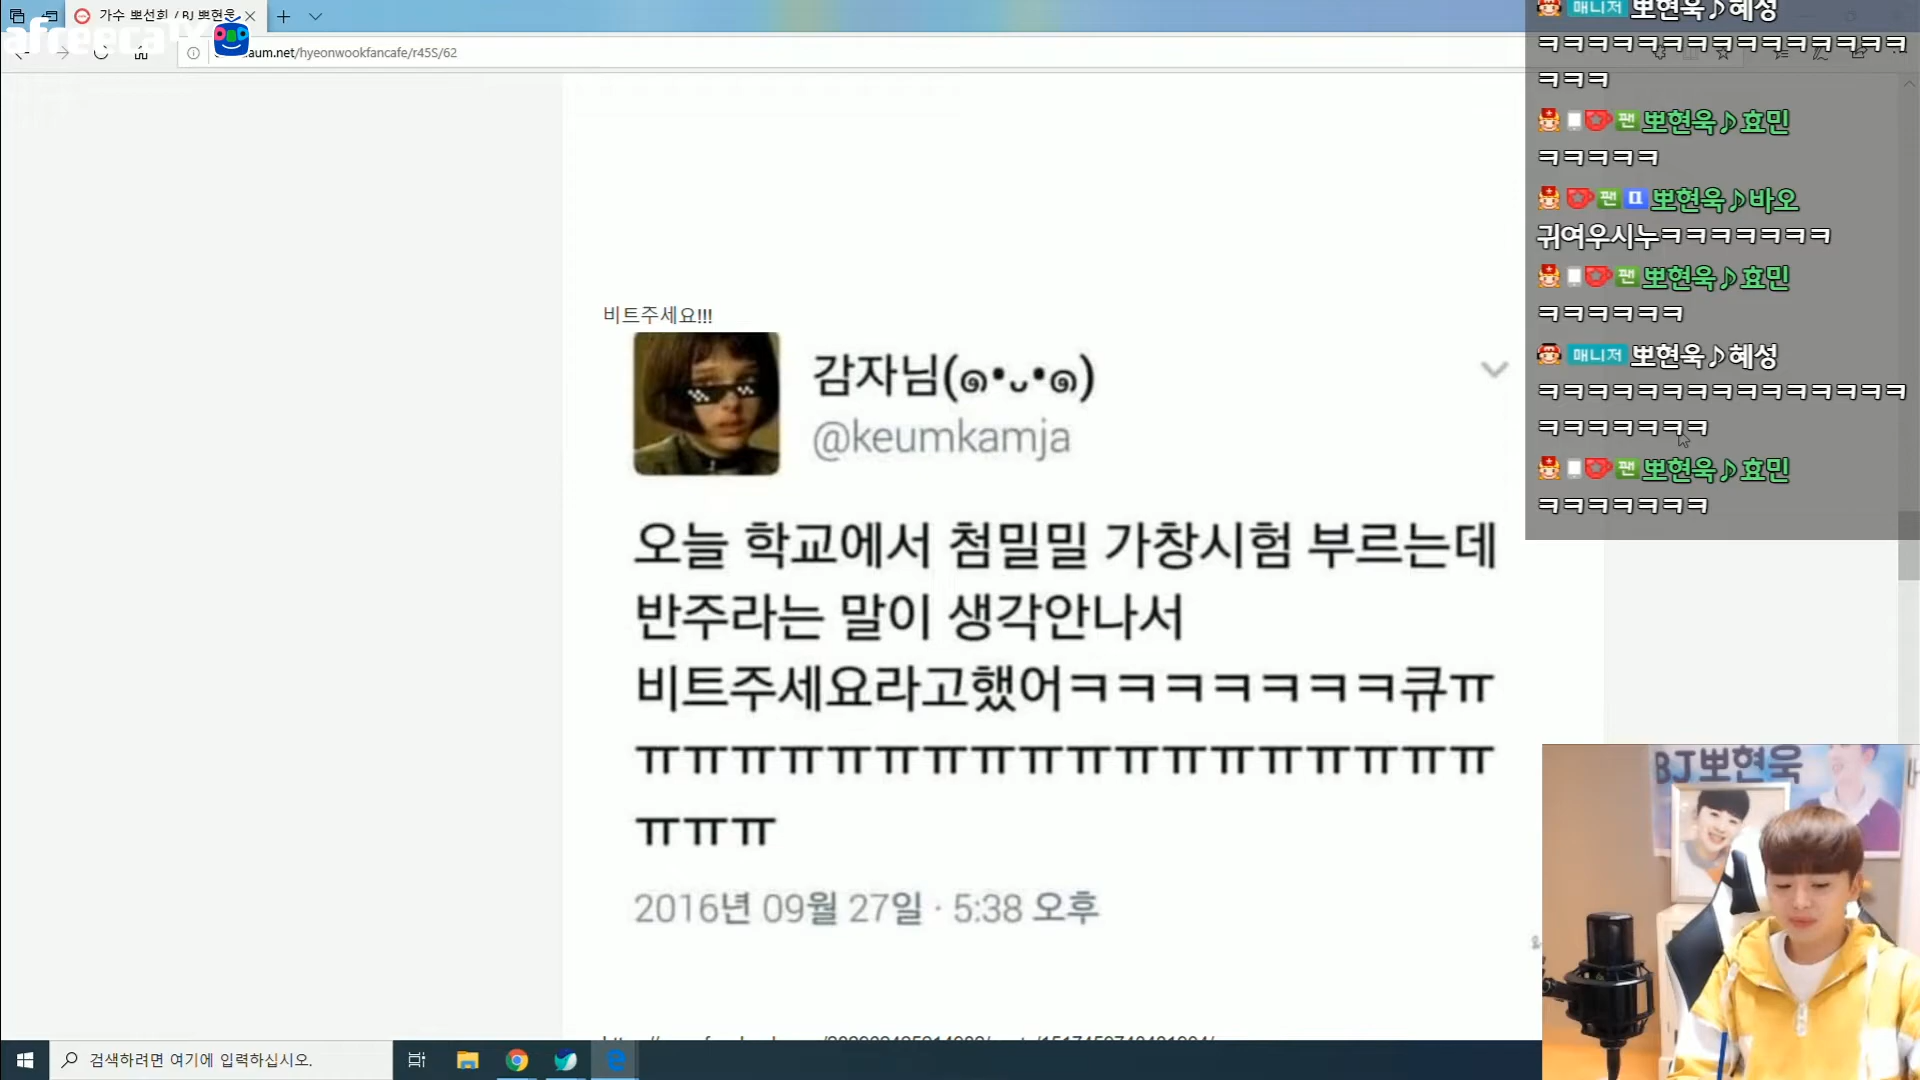 가수 뽀선회 / BJ 뽀현욱
afreecaTV
aum.net/hyeonwookfancafe/r45S/62
비트주세요!!!
감자님(๑•ᴗ•๑)
@keumkamja
오늘 학교에서 첨밀밀 가창시험 부르는데
반주라는 말이 생각안나서
비트주세요라고했어ㅋㅋㅋㅋㅋㅋㅋ큐ㅠ
ㅠㅠㅠㅠㅠㅠㅠㅠㅠㅠㅠㅠㅠㅠㅠㅠㅠㅠ
ㅠㅠㅠ
2016년 09월 27일 · 5:38 오후
매니저 뽀현욱♪혜성
ㅋㅋㅋㅋㅋㅋㅋㅋㅋㅋㅋㅋㅋㅋㅋ
ㅋㅋㅋ
팬 뽀현욱♪효민
ㅋㅋㅋㅋㅋ
팬 뽀현욱♪바오
귀여우시누ㅋㅋㅋㅋㅋㅋㅋ
팬 뽀현욱♪효민
ㅋㅋㅋㅋㅋㅋ
매니저 뽀현욱♪혜성
ㅋㅋㅋㅋㅋㅋㅋㅋㅋㅋㅋㅋㅋㅋㅋ
ㅋㅋㅋㅋㅋㅋㅋ
팬 뽀현욱♪효민
ㅋㅋㅋㅋㅋㅋㅋ
BJ뽀현욱
검색하려면 여기에 입력하십시오.